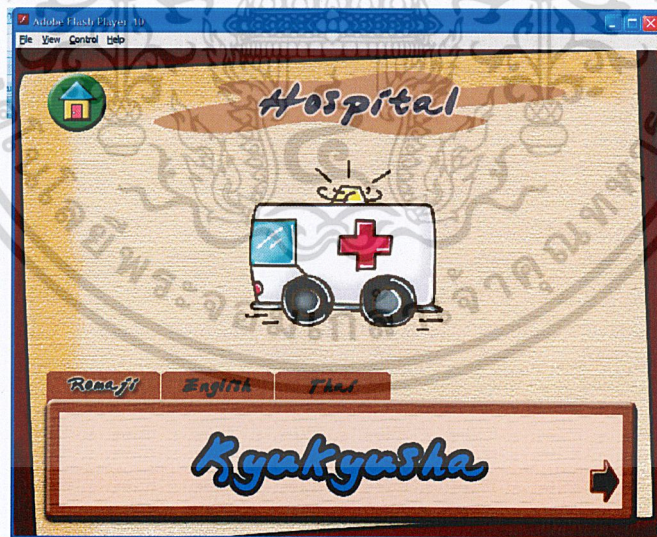 Adobe Flash Player 10
File View Control Help
Hospital
Romaji English Thai
Kyukyusha